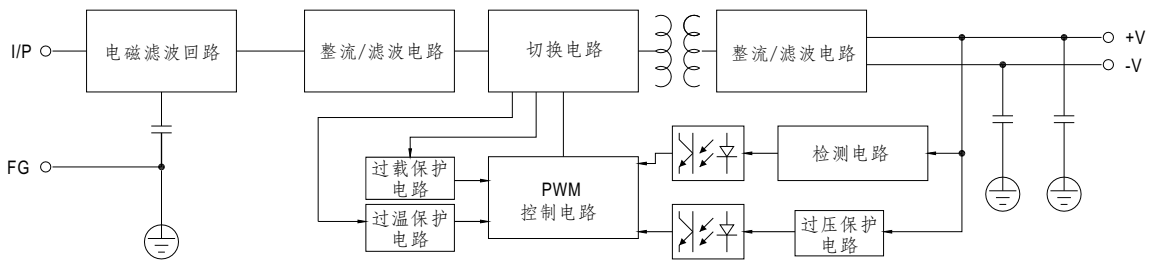 I/P
电磁滤波回路
整流/滤波电路
切换电路
整流/滤波电路
+V
-V
FG
过载保护
电路
过温保护
电路
PWM
控制电路
检测电路
过压保护
电路